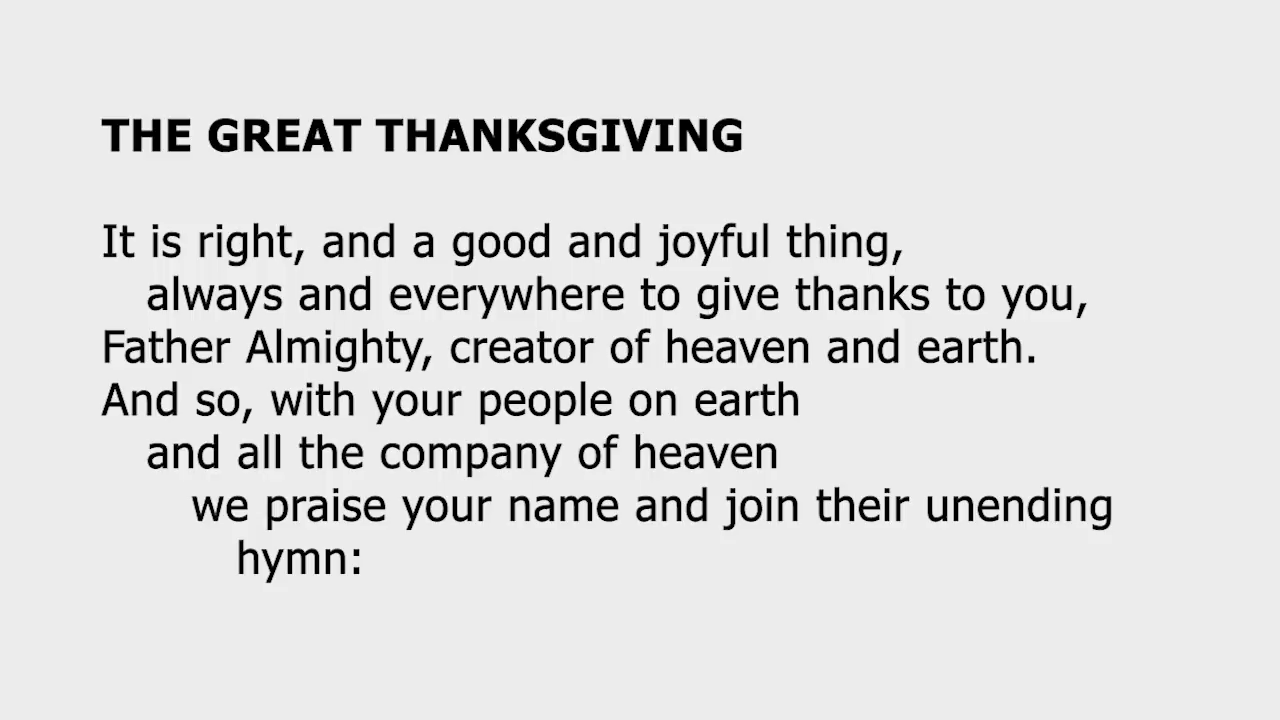 THE GREAT THANKSGIVING
It is right, and a good and joyful thing,
always and everywhere to give thanks to you,
Father Almighty, creator of heaven and earth.
And so, with your people on earth
and all the company of heaven
we praise your name and join their unending
hymn: